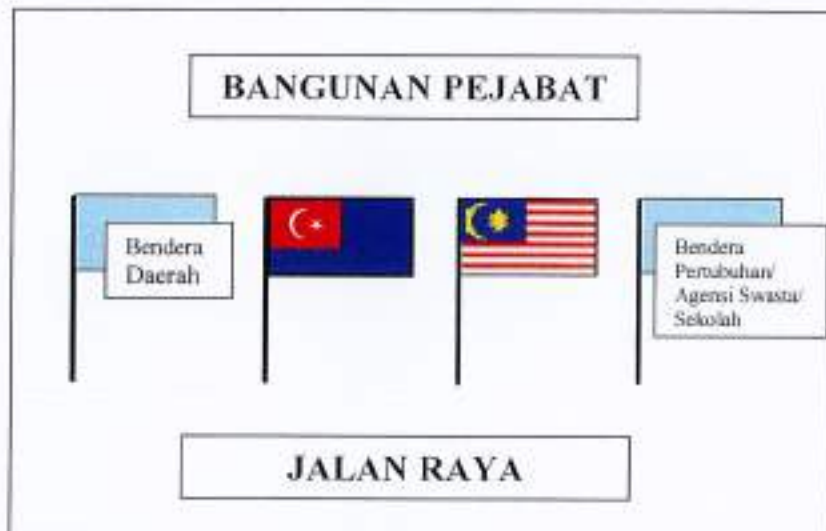 BANGUNAN PEJABAT
Bendera
Daerah
Bendera
Pertubuhan/
Agensi Swasta/
Sekolah
JALAN RAYA